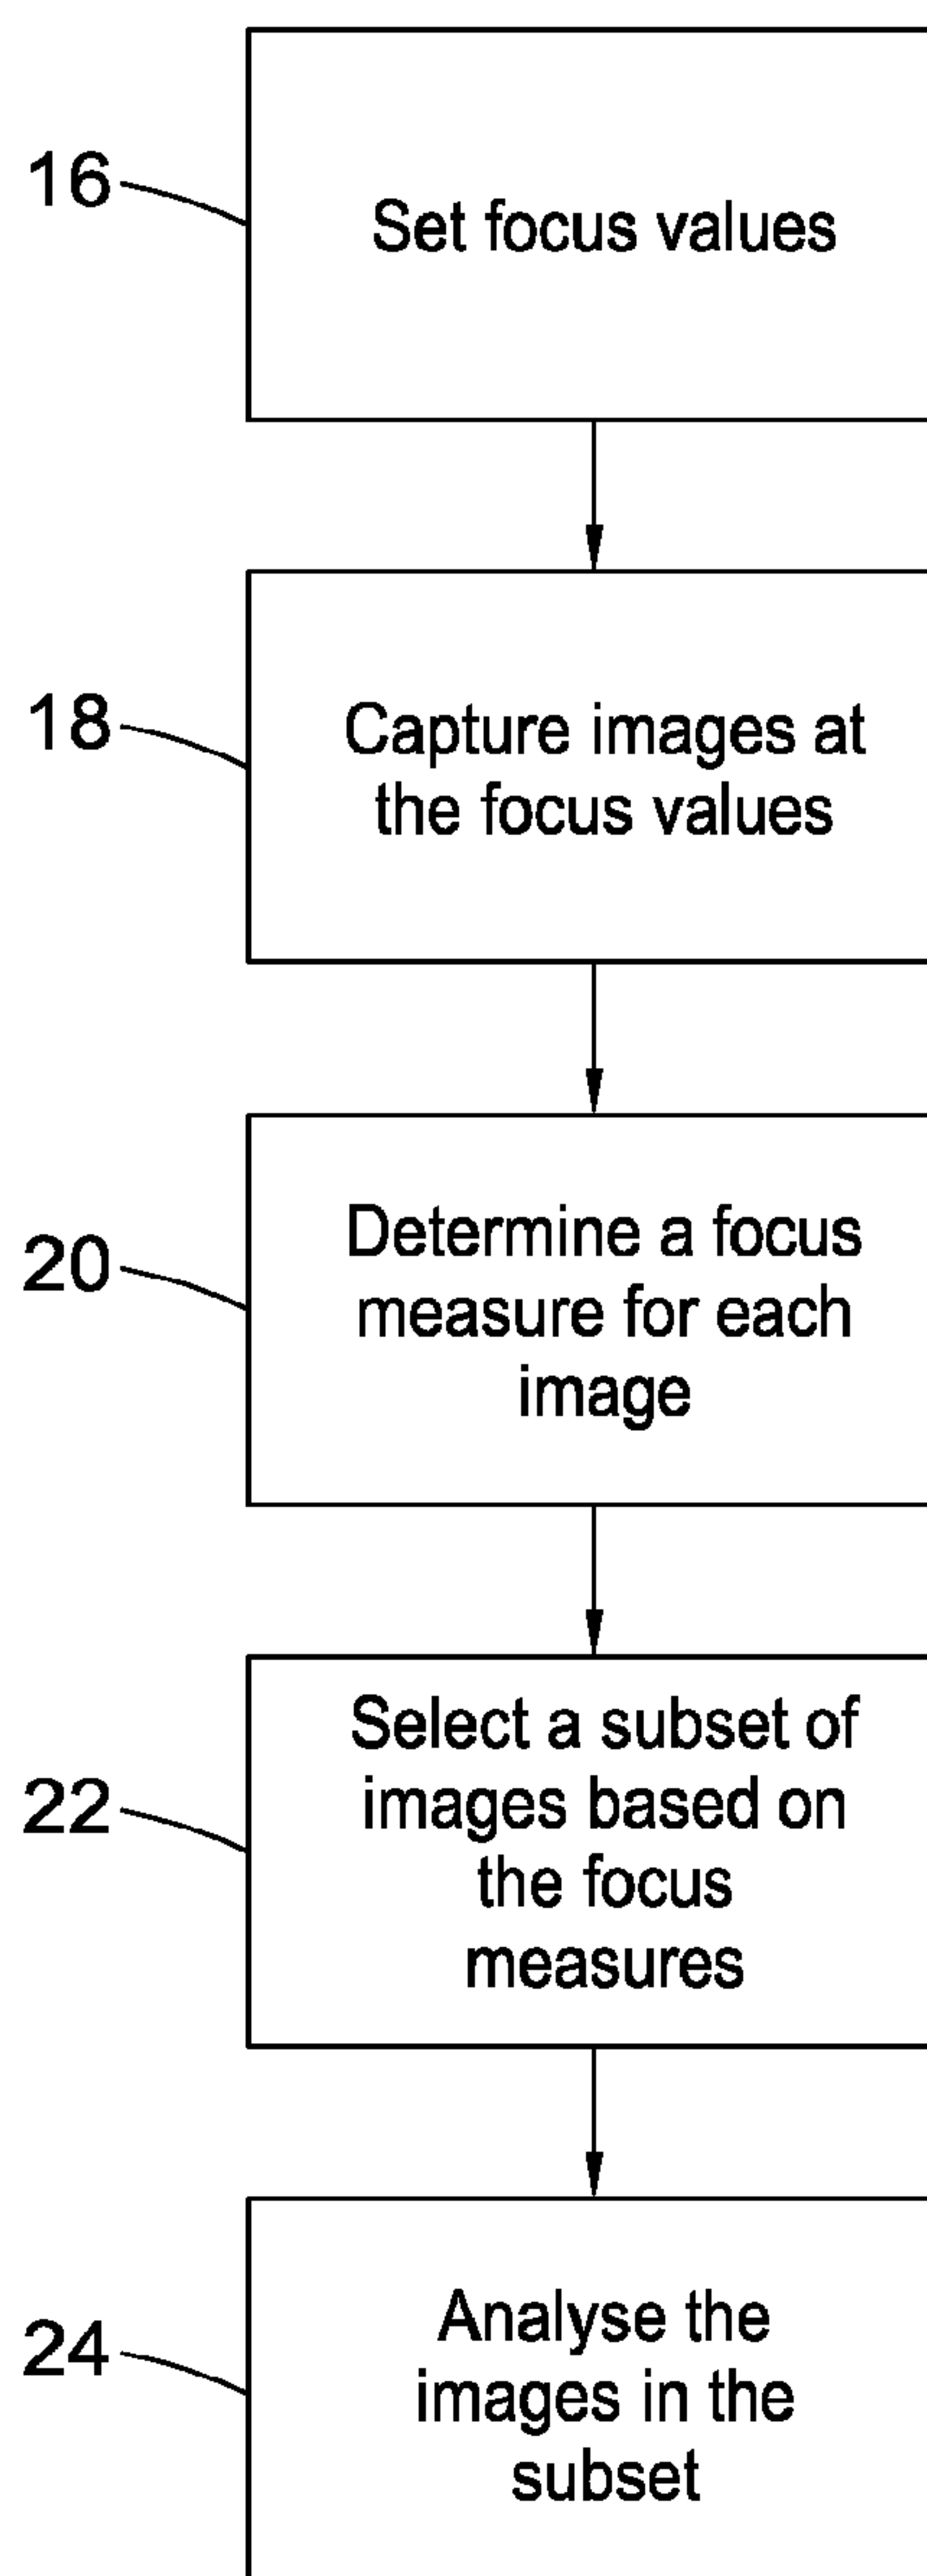 16
Set focus values
18
Capture images at
the focus values
20
Determine a focus
measure for each
image
22
Select a subset of
images based on
the focus
measures
24
Analyse the
images in the
subset